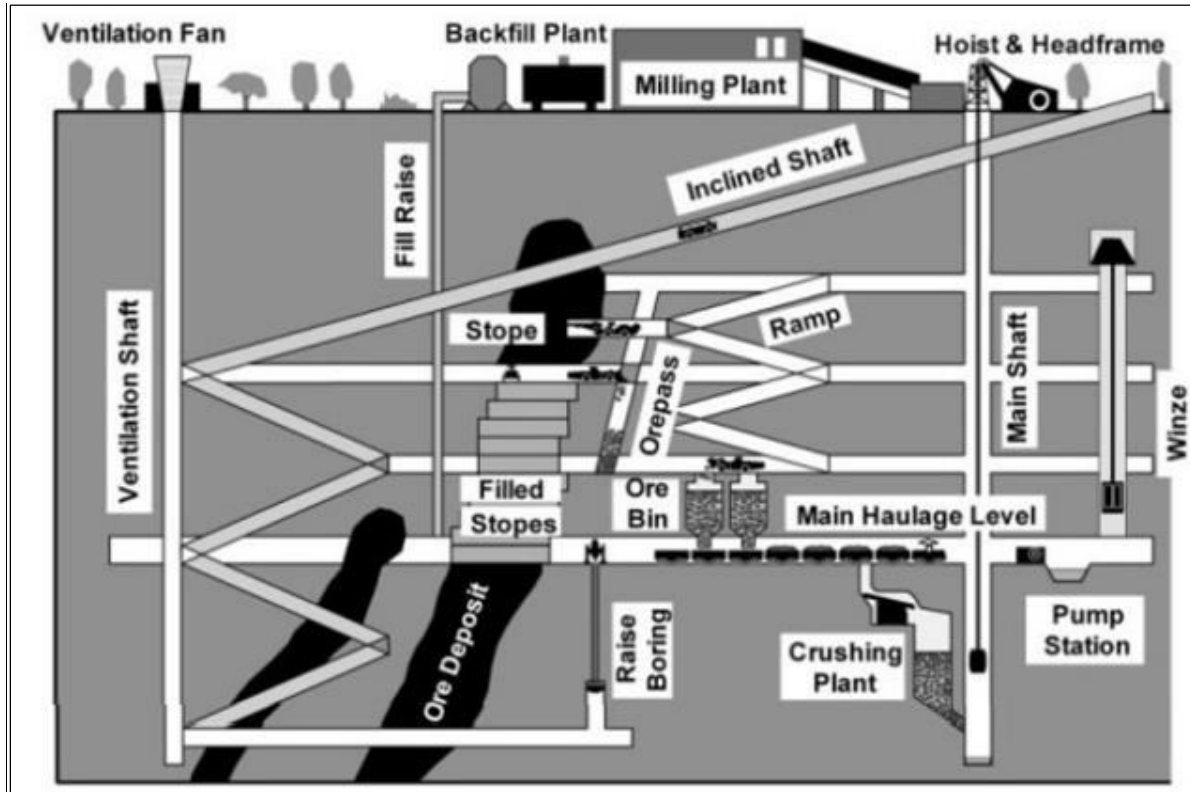 Ventilation Fan
Backfill Plant
Hoist & Headframe
Milling Plant
Inclined Shaft
Fill Raise
Stope
Ramp
Ventilation Shaft
Orepass
Main Shaft
Winze
Filled
Stopes
Ore
Bin
Main Haulage Level
Ore Deposit
Raise
Boring
Crushing
Plant
Pump
Station